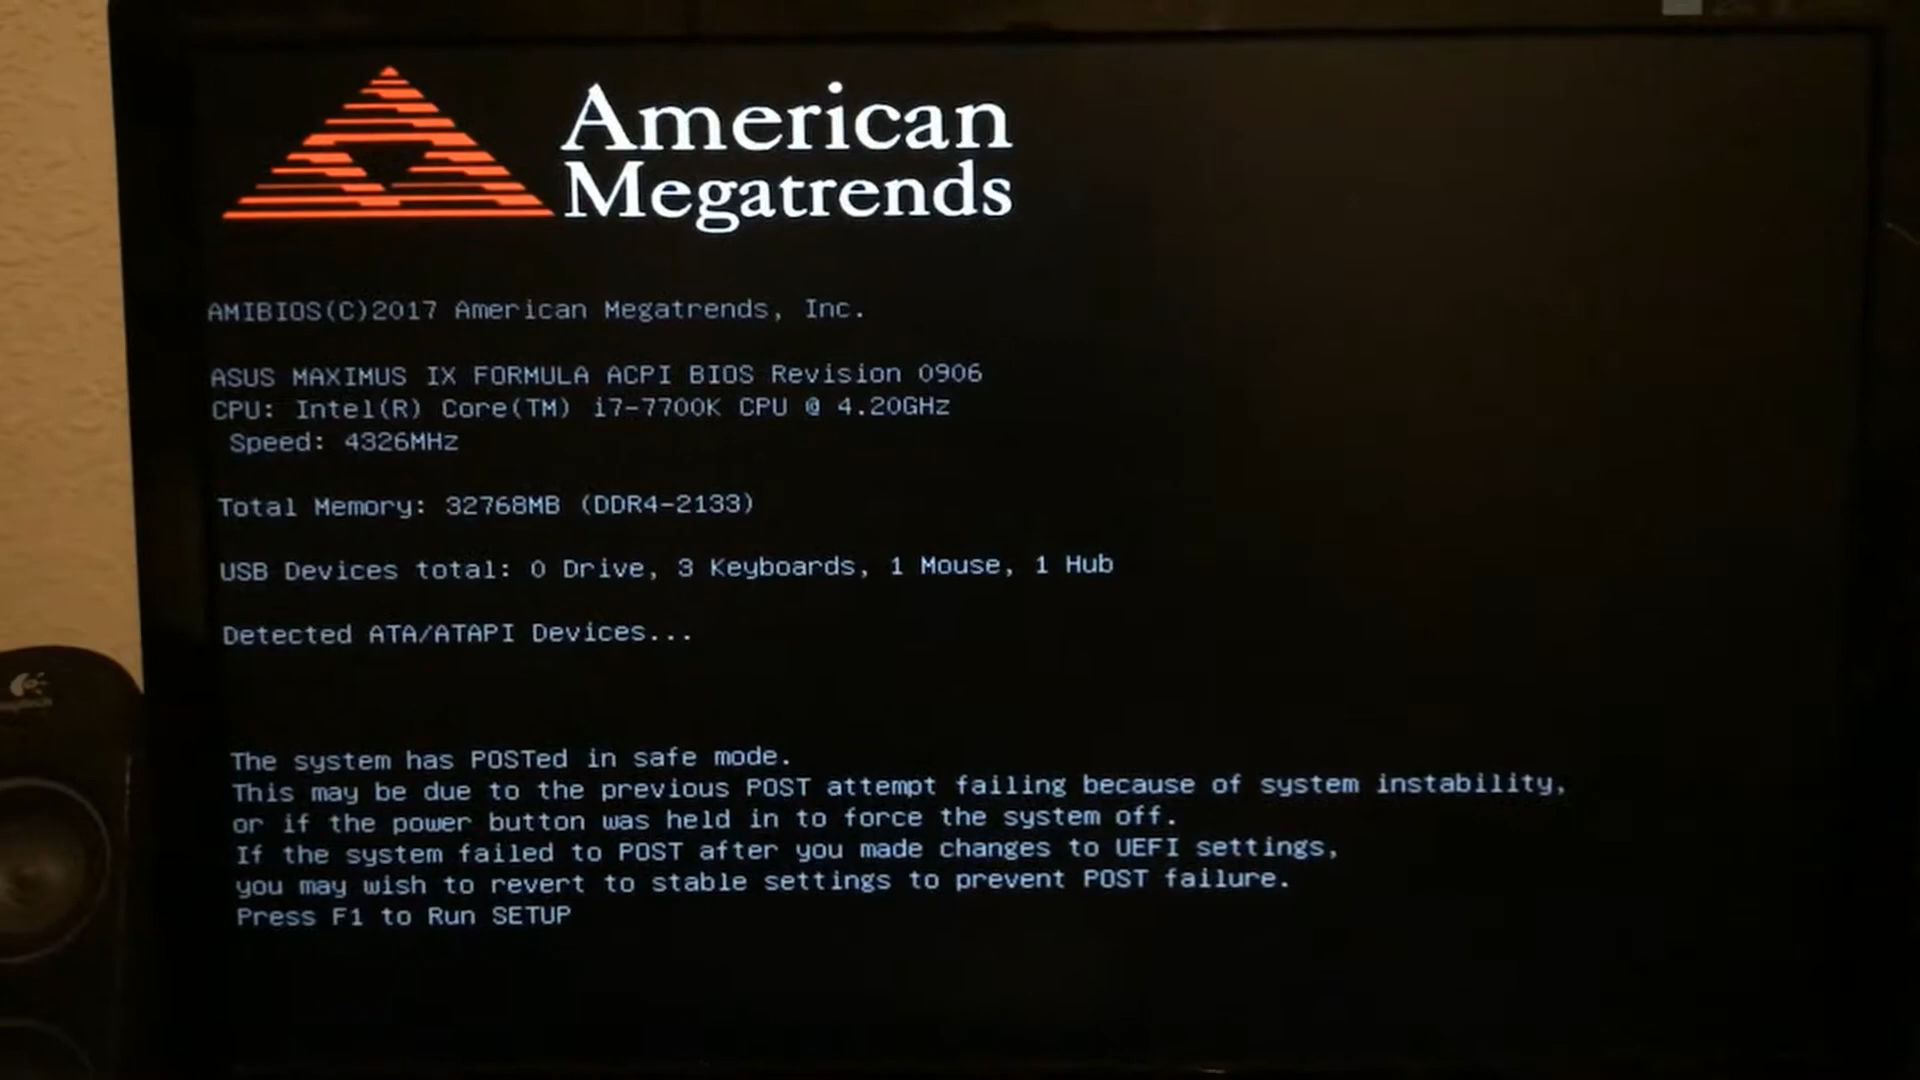 American
Megatrends
AMIBIOS(C)2017 American Megatrends, Inc.
ASUS MAXIMUS IX FORMULA ACPI BIOS Revision 0906
CPU: Intel(R) Core(TM) i7-7700K CPU @ 4.20GHz
Speed: 4326MHz
Total Memory: 32768MB (DDR4-2133)
USB Devices total: 0 Drive, 3 Keyboards, 1 Mouse, 1 Hub
Detected ATA/ATAPI Devices...
The system has POSTed in safe mode.
This may be due to the previous POST attempt failing because of system instability,
or if the power button was held in to force the system off.
If the system failed to POST after you made changes to UEFI settings,
you may wish to revert to stable settings to prevent POST failure.
Press F1 to Run SETUP